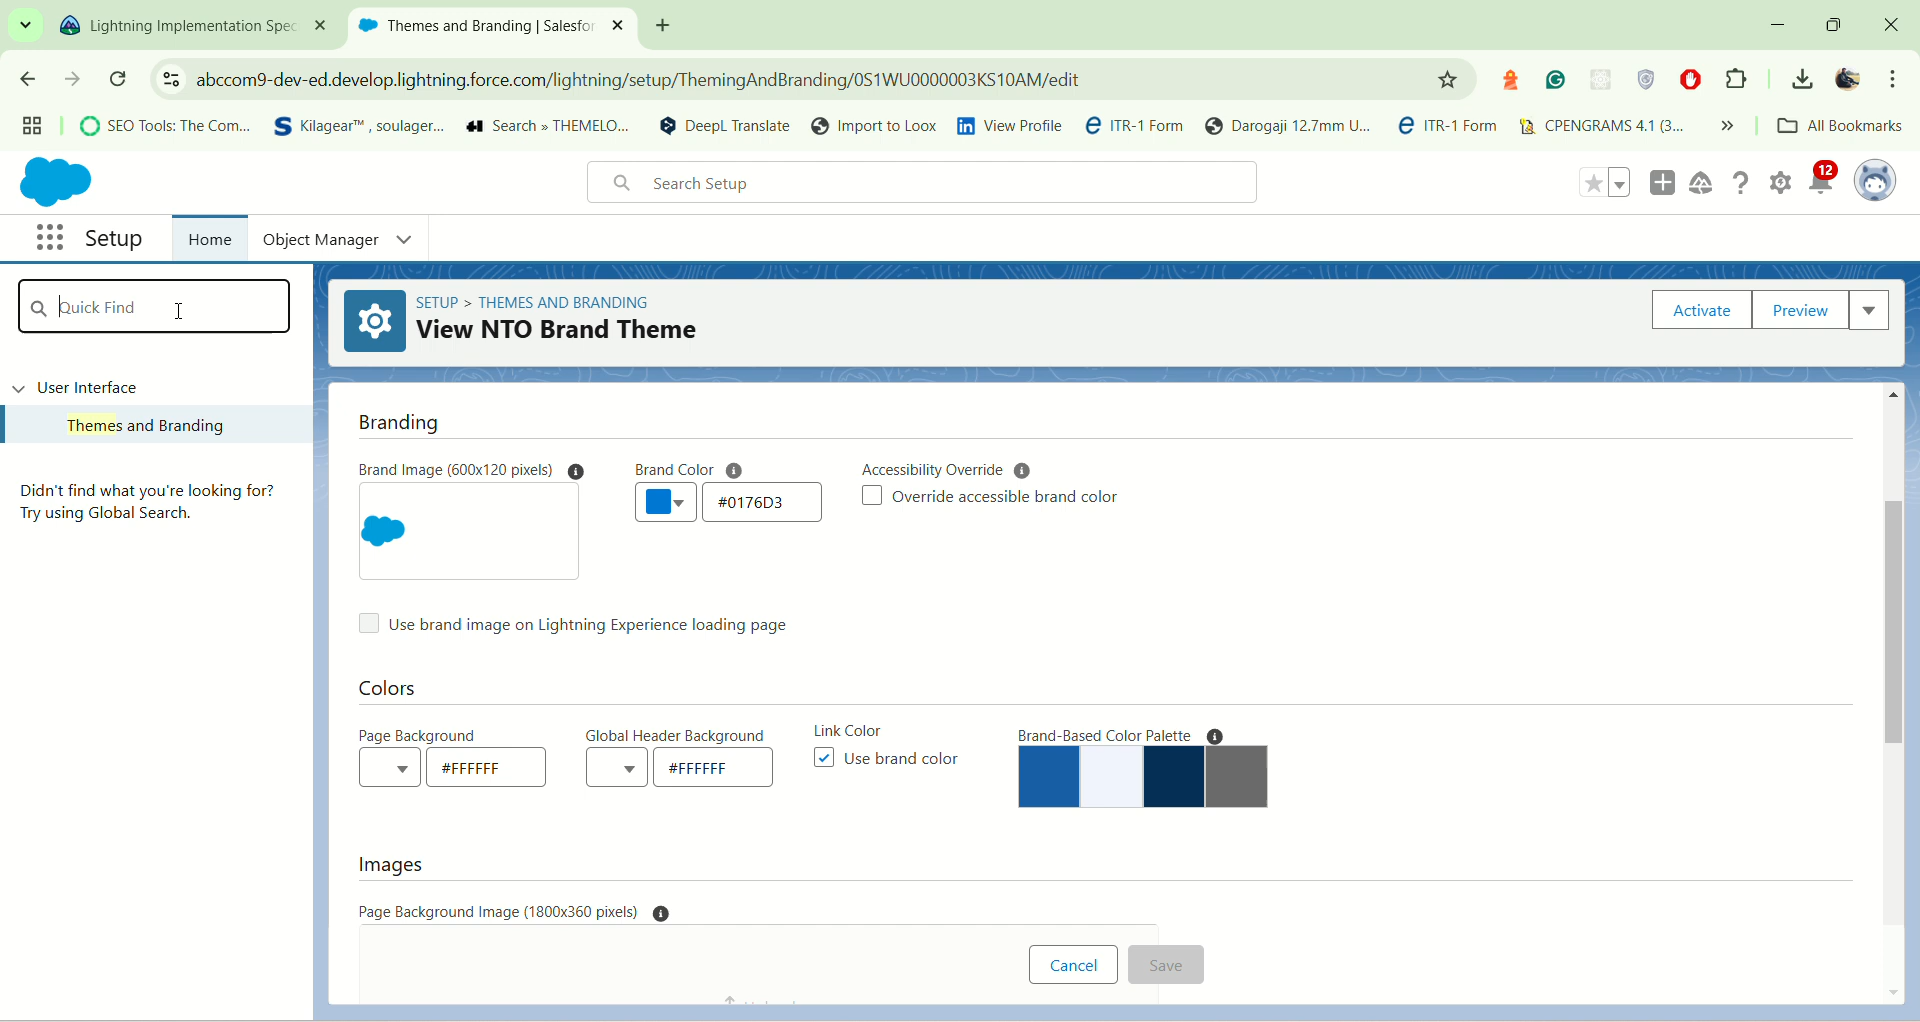 Lightning Implementation Spec
Themes and Branding | Salesfor
abccom9-dev-ed.develop.lightning.force.com/lightning/setup/ThemingAndBranding/0S1WU0000003KS10AM/edit
SEO Tools: The Com...
Kilagear™ , soulager...
Search » THEMELO...
DeepL Translate
Import to Loox
View Profile
ITR-1 Form
Darogaji 12.7mm U...
ITR-1 Form
CPENGRAMS 4.1 (3...
All Bookmarks
Search Setup
12
Setup
Home
Object Manager
Quick Find
User Interface
Themes and Branding
Didn't find what you're looking for?
Try using Global Search.
SETUP > THEMES AND BRANDING
View NTO Brand Theme
Activate
Preview
Branding
Brand Image (600x120 pixels)
Brand Color
#0176D3
Accessibility Override
Override accessible brand color
Use brand image on Lightning Experience loading page
Colors
Page Background
#FFFFFF
Global Header Background
#FFFFFF
Link Color
Use brand color
Brand-Based Color Palette
Images
Page Background Image (1800x360 pixels)
Cancel
Save